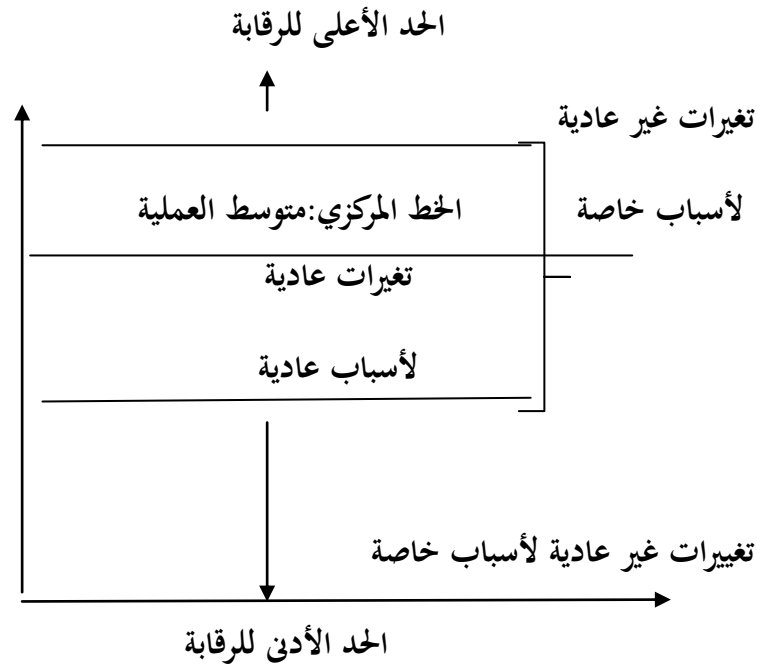 الحد الأعلى للرقابة
تغيرات غير عادية
لأسباب خاصة
الخط المركزي:متوسط العملية
تغيرات عادية
لأسباب عادية
تغييرات غير عادية لأسباب خاصة
الحد الأدنى للرقابة